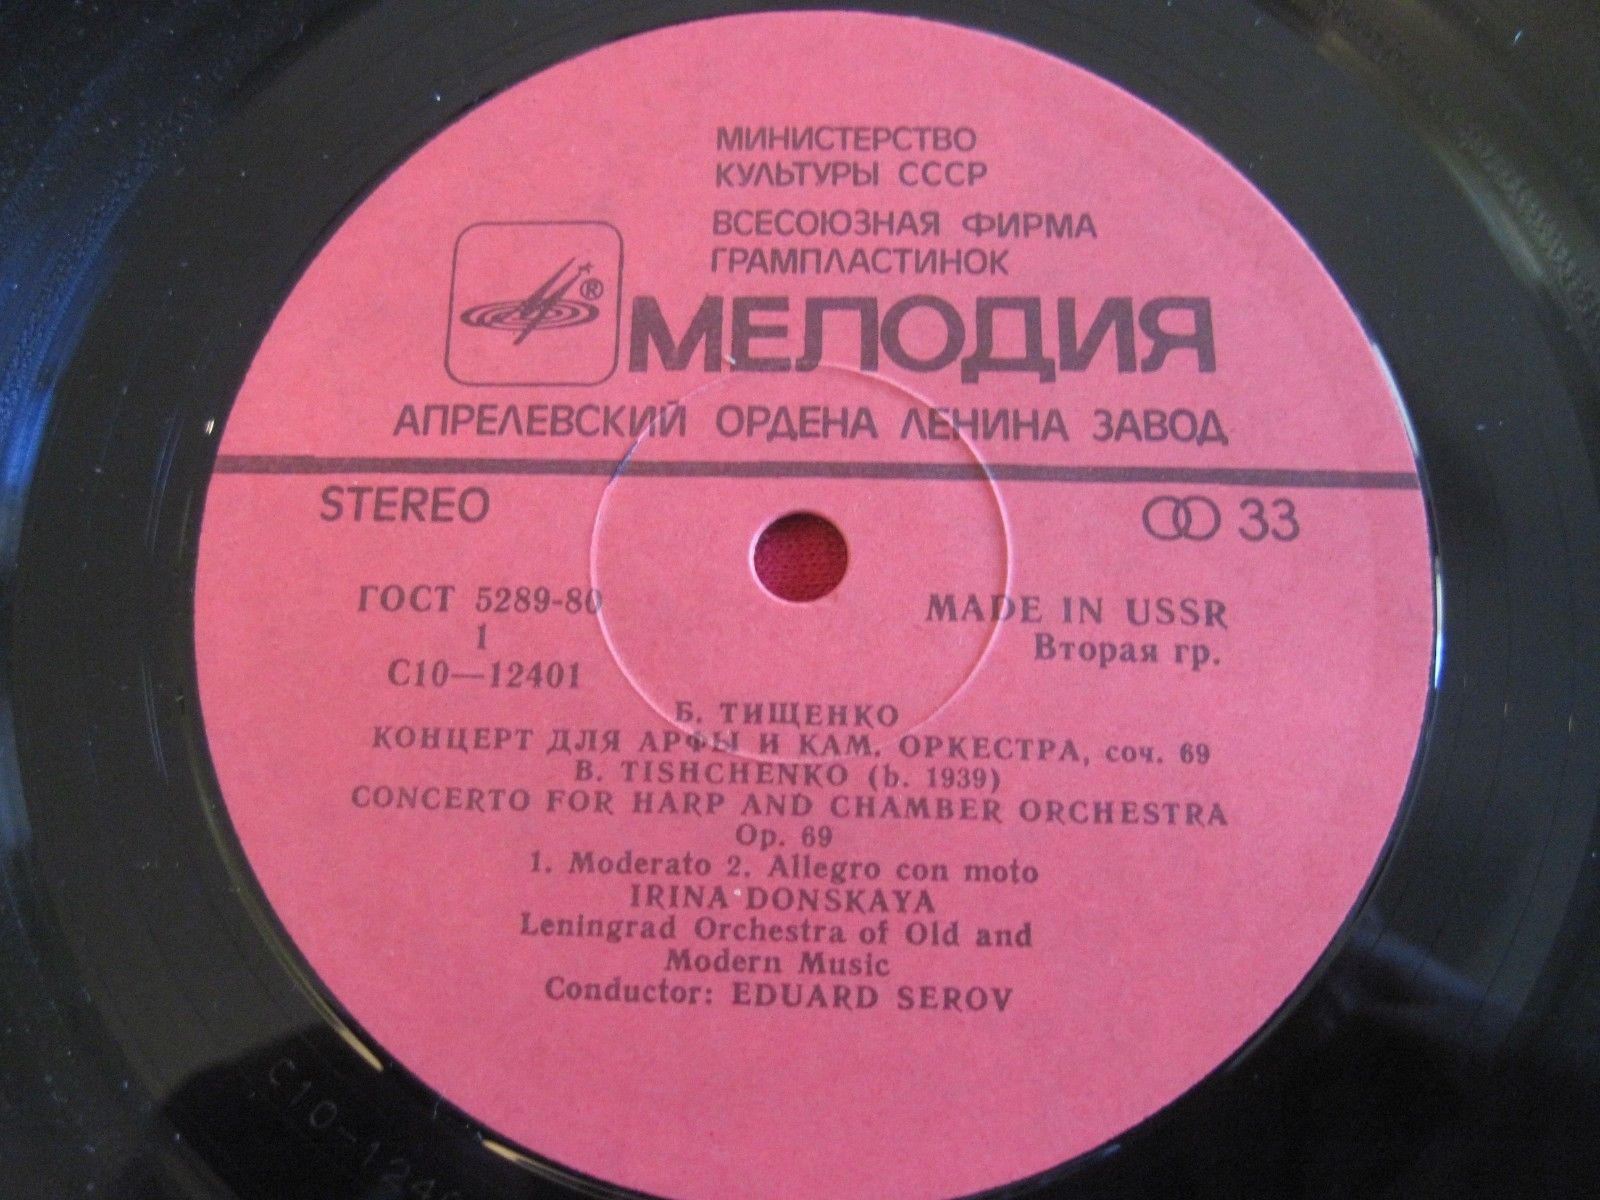 МИНИСТЕРСТВО
КУЛЬТУРЫ СССР
ВСЕСОЮЗНАЯ ФИРМА
ГРАМПЛАСТИНОК
®
МЕЛОДИЯ
АПРЕЛЕВСКИЙ ОРДЕНА ЛЕНИНА ЗАВОД
STEREO
33
ГОСТ 5289-80
1
С10—12401
MADE IN USSR
Вторая гр.
Б. ТИЩЕНКО
КОНЦЕРТ ДЛЯ АРФЫ И КАМ. ОРКЕСТРА, соч. 69
B. TISHCHENKO (b. 1939)
CONCERTO FOR HARP AND CHAMBER ORCHESTRA
Op. 69
1. Moderato 2. Allegro con moto
IRINA DONSKAYA
Leningrad Orchestra of Old and
Modern Music
Conductor: EDUARD SEROV